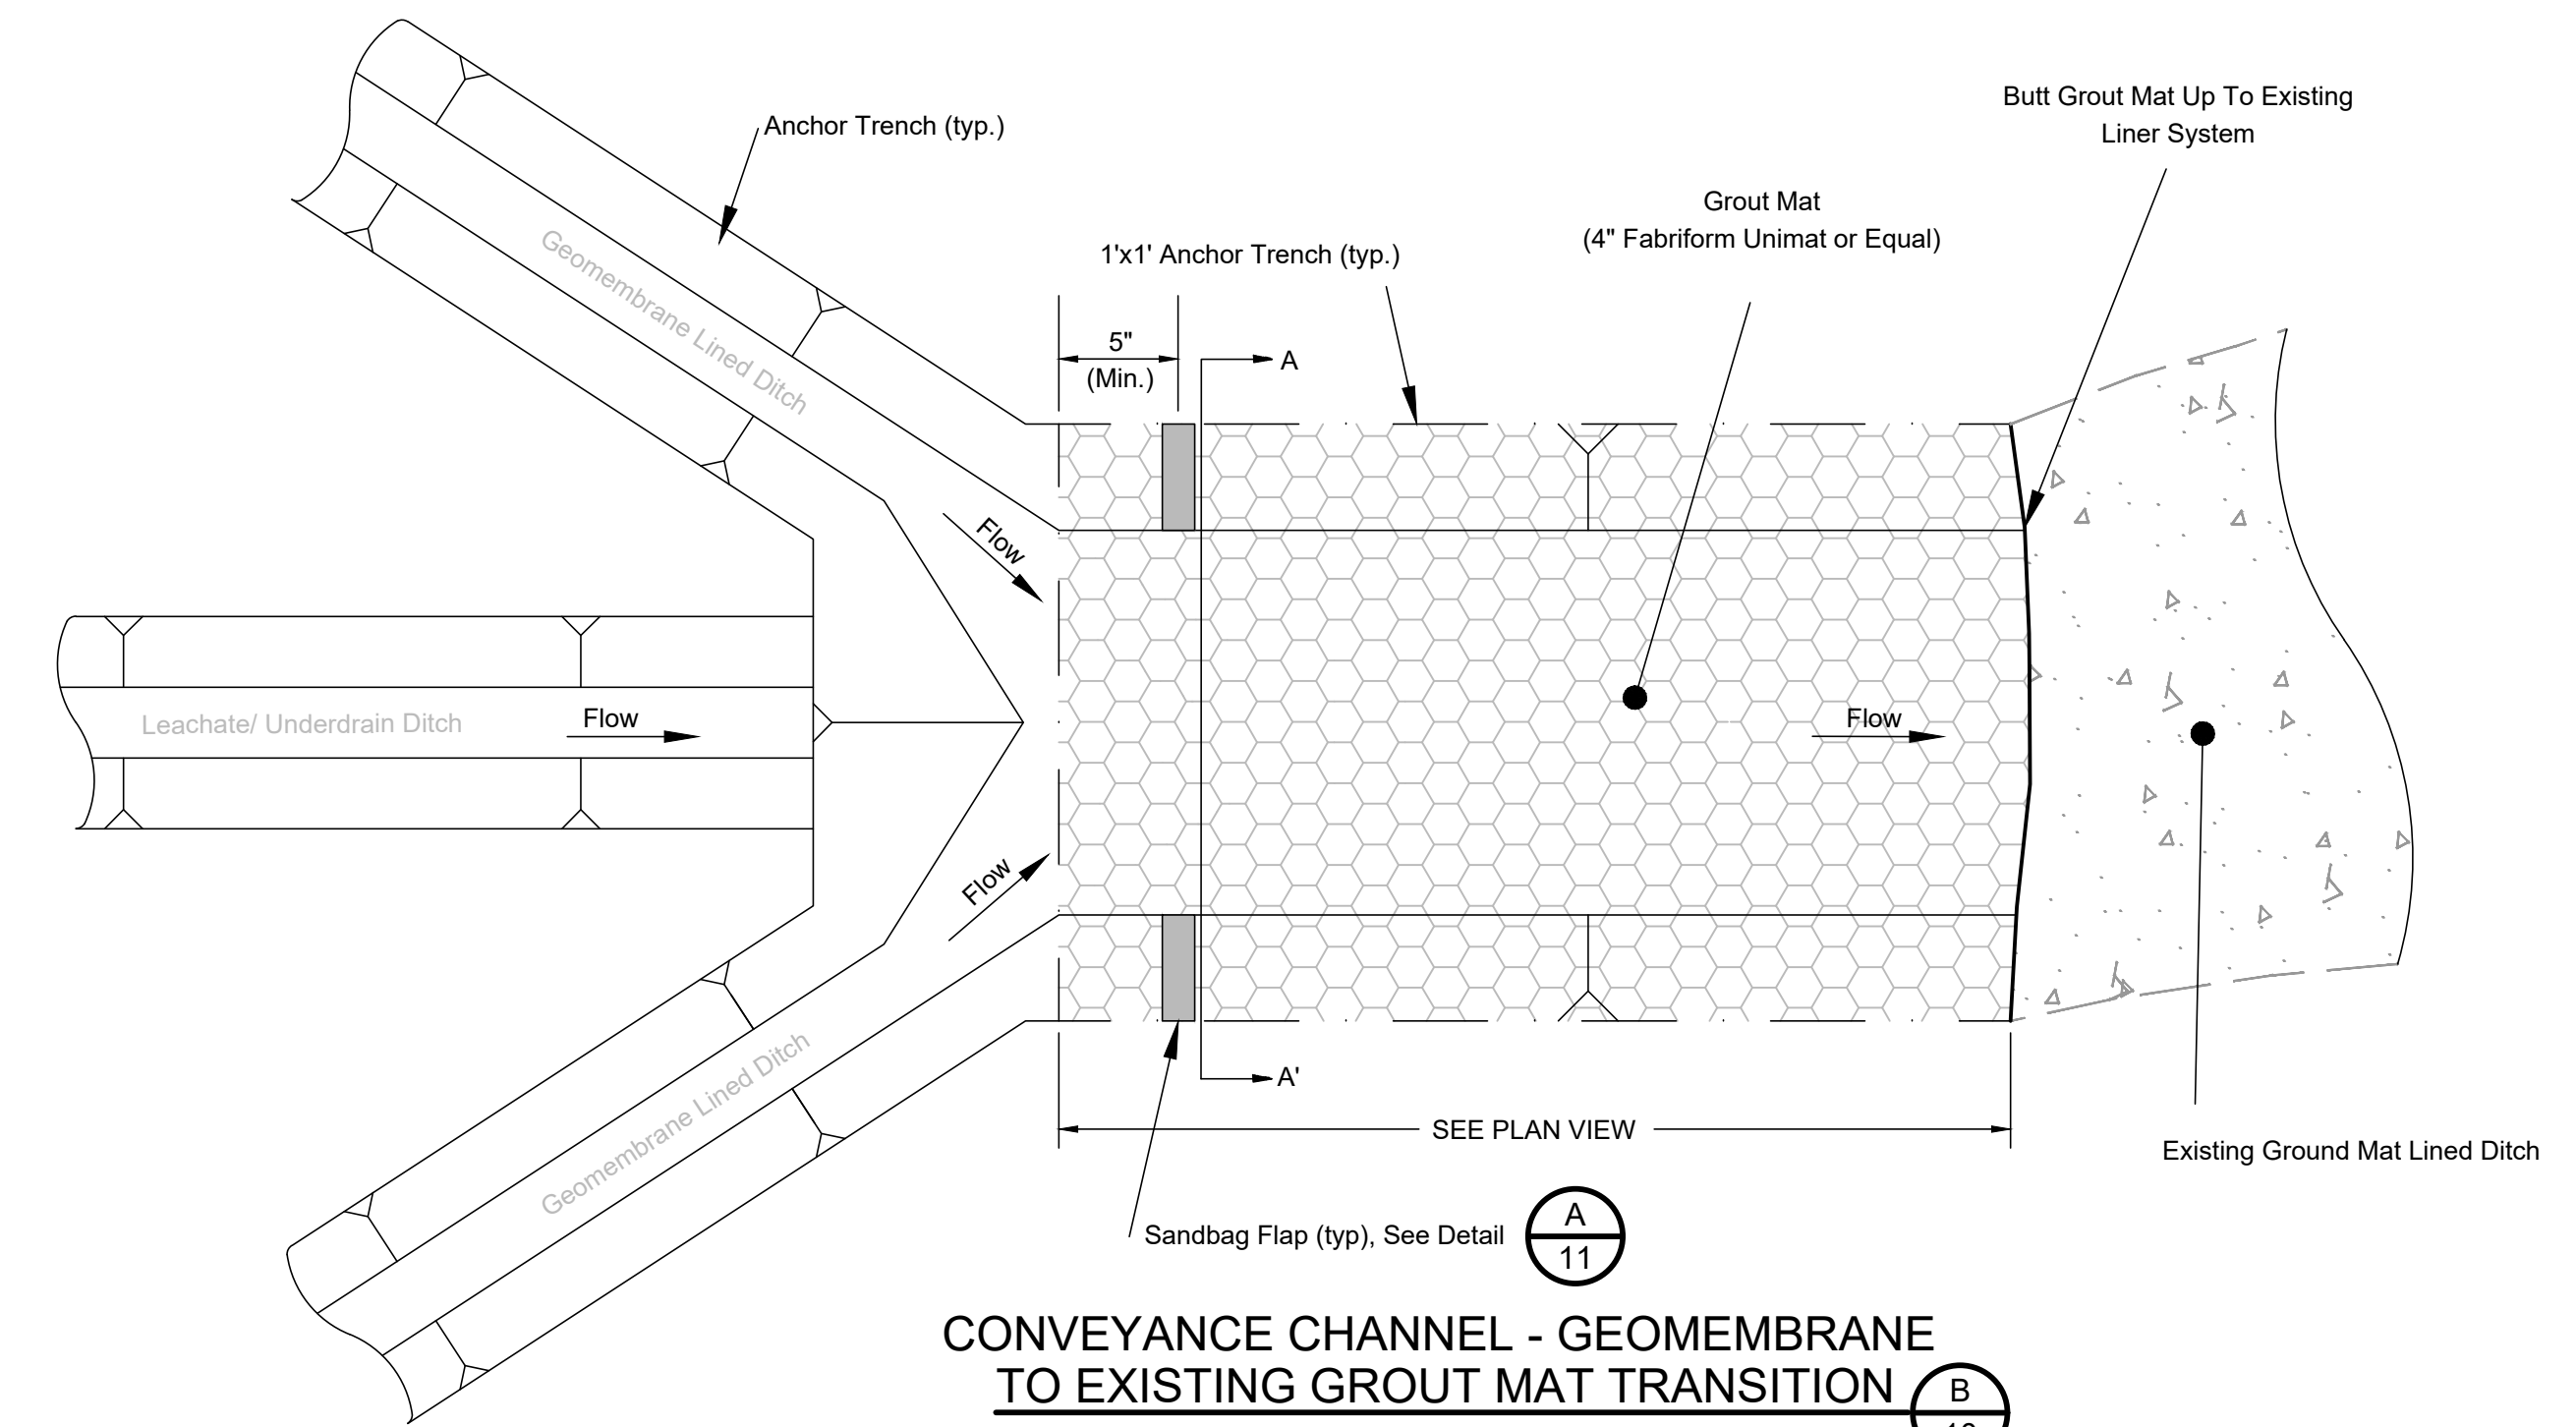 Butt Grout Mat Up To Existing
Liner System
Anchor Trench (typ.)
Grout Mat
(4" Fabriform Unimat or Equal)
1'x1' Anchor Trench (typ.)
Geomembrane Lined Ditch
5"
(Min.)
A
Flow
Leachate/ Underdrain Ditch
Flow
Flow
Flow
Geomembrane Lined Ditch
A'
SEE PLAN VIEW
Existing Ground Mat Lined Ditch
Sandbag Flap (typ), See Detail
A
11
CONVEYANCE CHANNEL - GEOMEMBRANE
TO EXISTING GROUT MAT TRANSITION
B